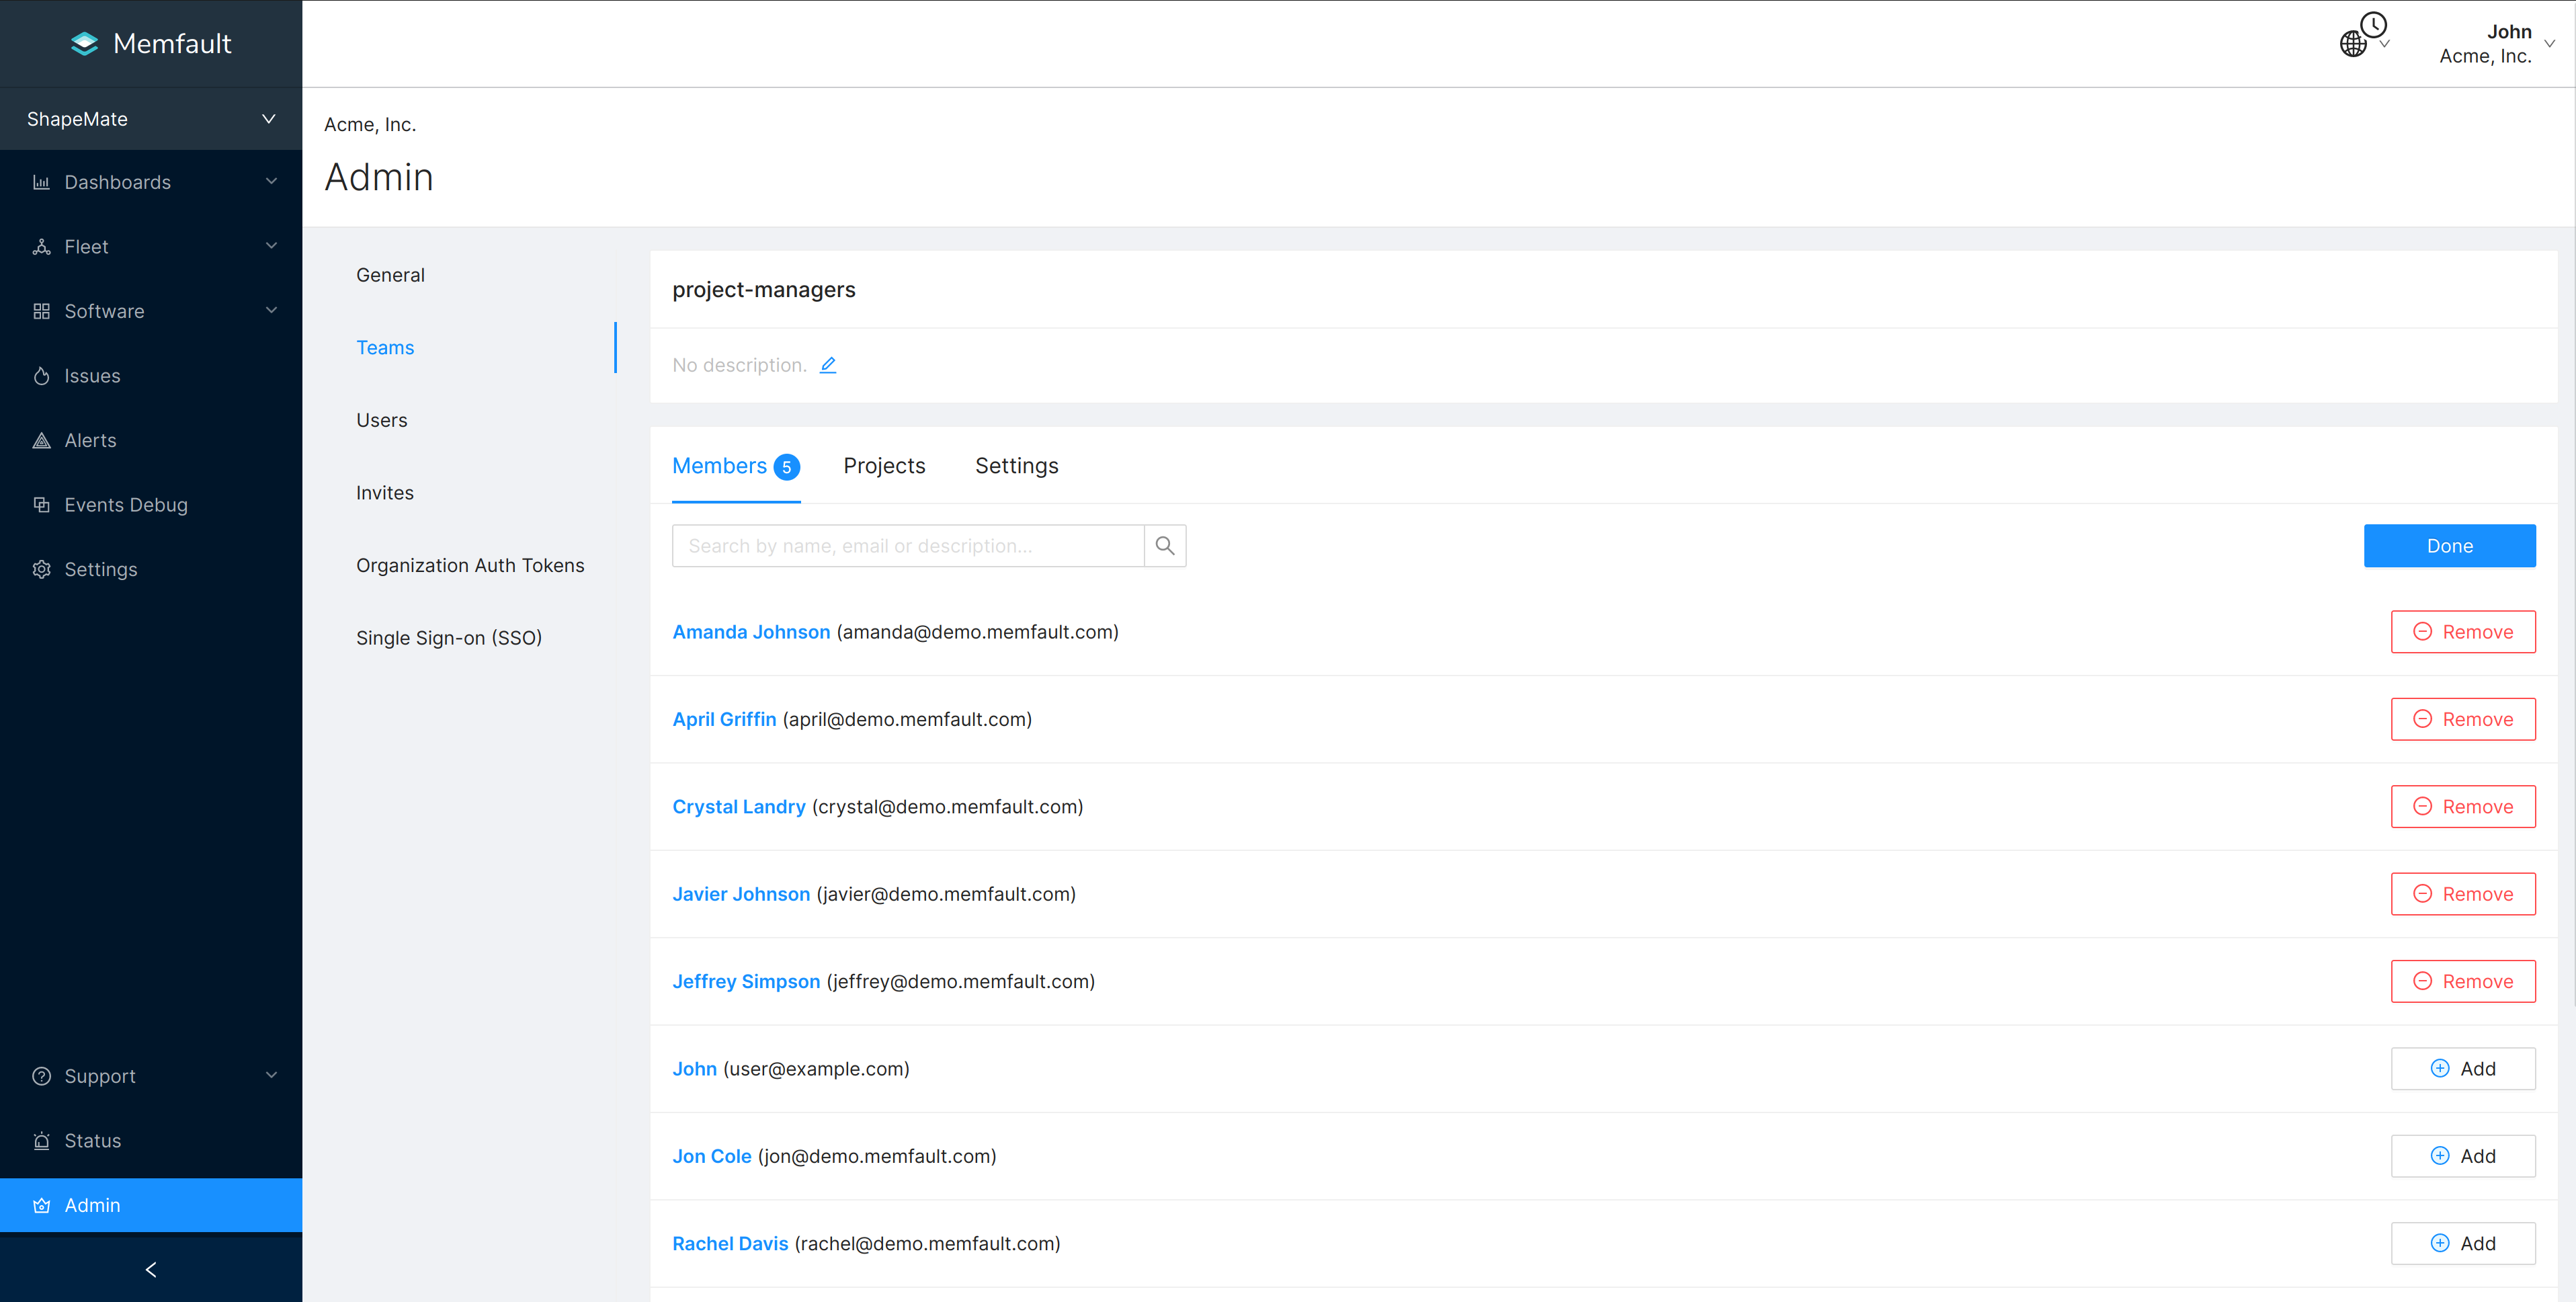 Memfault
John
Acme, Inc.
ShapeMate
Dashboards
Fleet
Software
Issues
Alerts
Events Debug
Settings
Support
Status
Admin
Acme, Inc.
Admin
General
Teams
Users
Invites
Organization Auth Tokens
Single Sign-on (SSO)
project-managers
No description.
Members 5 Projects Settings
Search by name, email or description... Done
Amanda Johnson (amanda@demo.memfault.com) Remove
April Griffin (april@demo.memfault.com) Remove
Crystal Landry (crystal@demo.memfault.com) Remove
Javier Johnson (javier@demo.memfault.com) Remove
Jeffrey Simpson (jeffrey@demo.memfault.com) Remove
John (user@example.com) Add
Jon Cole (jon@demo.memfault.com) Add
Rachel Davis (rachel@demo.memfault.com) Add